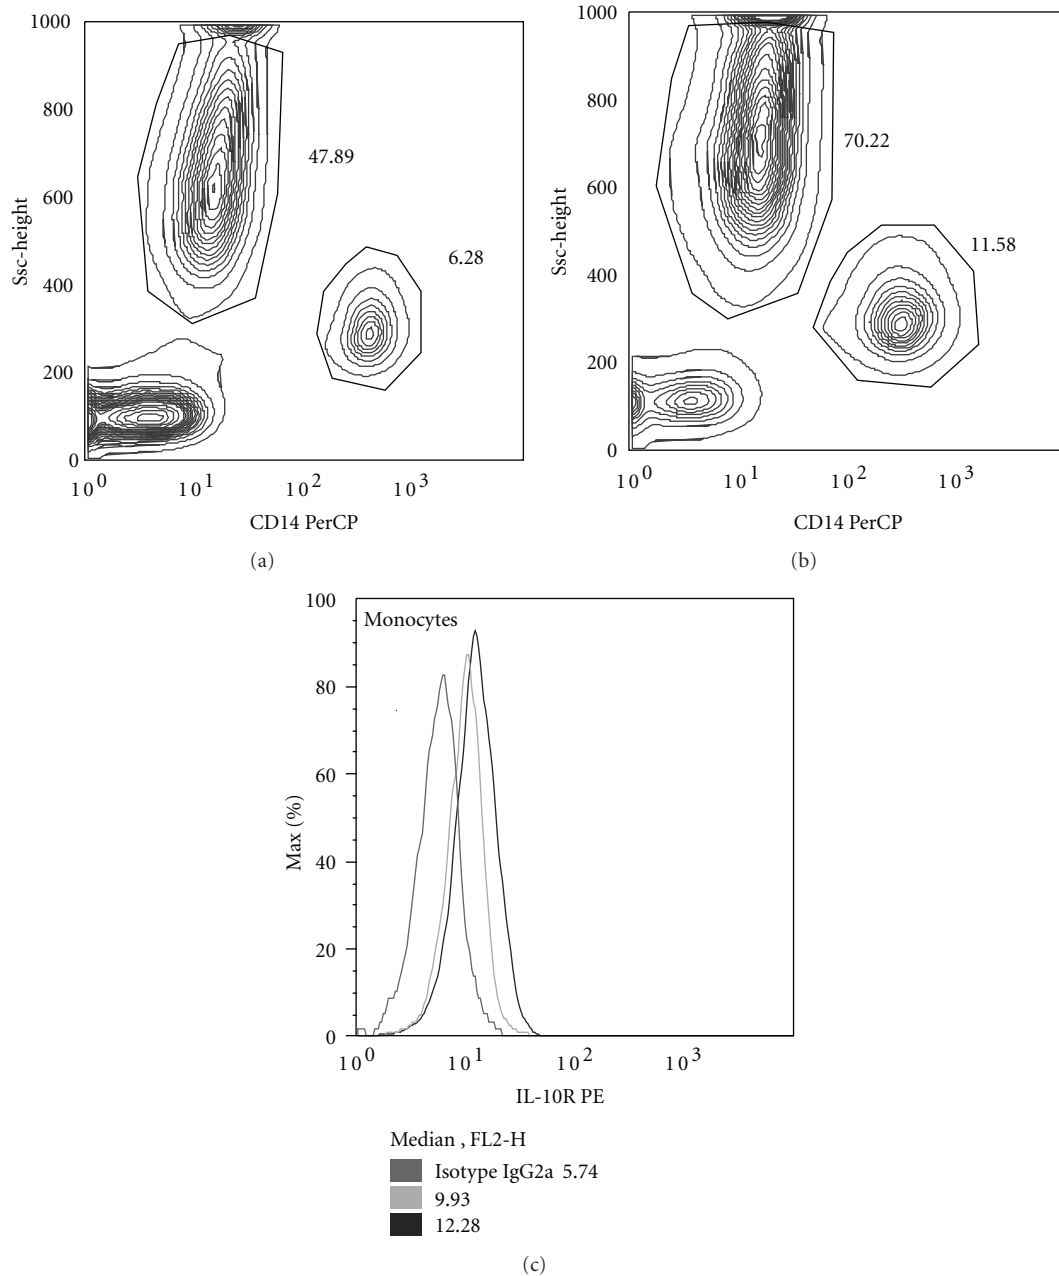 1000
800
600
400
200
0
Ssc-height
47.89
6.28
10^0 10^1 10^2 10^3
CD14 PerCP
(a)
1000
800
600
400
200
0
Ssc-height
70.22
11.58
10^0 10^1 10^2 10^3
CD14 PerCP
(b)
100
80
60
40
20
0
Max (%)
Monocytes
10^0 10^1 10^2 10^3
IL-10R PE
Median , FL2-H
Isotype IgG2a 5.74
9.93
12.28
(c)